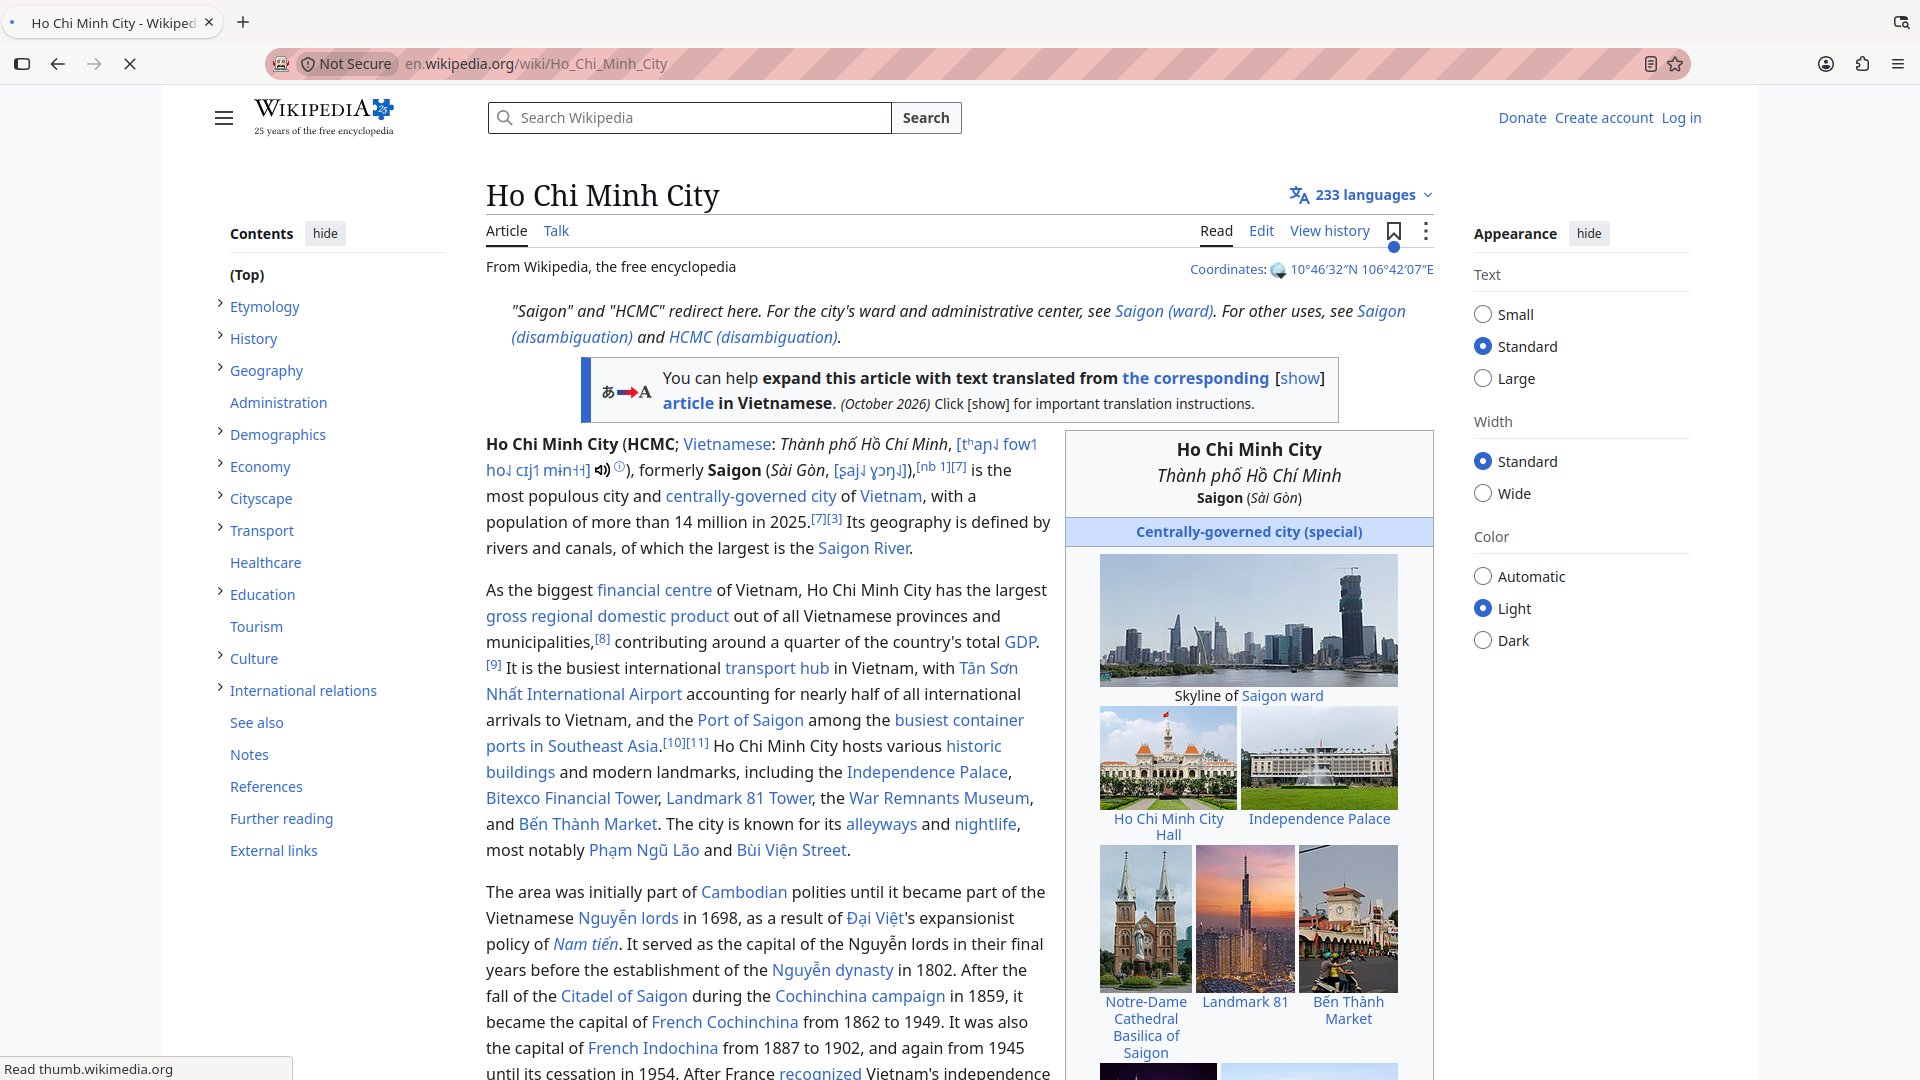 Ho Chi Minh City - Wikiped
Not Secure
en.wikipedia.org/wiki/Ho_Chi_Minh_City
WIKIPEDIA 25
25 years of the free encyclopedia
Search Wikipedia
Search
Donate Create account Log in
Contents hide
(Top)
Etymology
History
Geography
Administration
Demographics
Economy
Cityscape
Transport
Healthcare
Education
Tourism
Culture
International relations
See also
Notes
References
Further reading
External links
Ho Chi Minh City
233 languages
Article Talk
Read Edit View history
From Wikipedia, the free encyclopedia
Coordinates: 10°46′32″N 106°42′07″E
"Saigon" and "HCMC" redirect here. For the city's ward and administrative center, see Saigon (ward). For other uses, see Saigon
(disambiguation) and HCMC (disambiguation).
You can help expand this article with text translated from the corresponding [show]
article in Vietnamese. (October 2026) Click [show] for important translation instructions.
Ho Chi Minh City (HCMC; Vietnamese: Thành phố Hồ Chí Minh, [tʰaɲ˨˩ fow˧˥
ho˨˩ cɪj˧˥ mɨn˧˧] ), formerly Saigon (Sài Gòn, [ʂaj˨˩ ɣɔŋ˨˩]),[nb 1][7] is the
most populous city and centrally-governed city of Vietnam, with a
population of more than 14 million in 2025.[7][3] Its geography is defined by
rivers and canals, of which the largest is the Saigon River.
As the biggest financial centre of Vietnam, Ho Chi Minh City has the largest
gross regional domestic product out of all Vietnamese provinces and
municipalities,[8] contributing around a quarter of the country's total GDP.
[9] It is the busiest international transport hub in Vietnam, with Tân Sơn
Nhất International Airport accounting for nearly half of all international
arrivals to Vietnam, and the Port of Saigon among the busiest container
ports in Southeast Asia.[10][11] Ho Chi Minh City hosts various historic
buildings and modern landmarks, including the Independence Palace,
Bitexco Financial Tower, Landmark 81 Tower, the War Remnants Museum,
and Bến Thành Market. The city is known for its alleyways and nightlife,
most notably Phạm Ngũ Lão and Bùi Viện Street.
The area was initially part of Cambodian polities until it became part of the
Vietnamese Nguyễn lords in 1698, as a result of Đại Việt's expansionist
policy of Nam tiến. It served as the capital of the Nguyễn lords in their final
years before the establishment of the Nguyễn dynasty in 1802. After the
fall of the Citadel of Saigon during the Cochinchina campaign in 1859, it
became the capital of French Cochinchina from 1862 to 1949. It was also
the capital of French Indochina from 1887 to 1902, and again from 1945
until its cessation in 1954. After France recognized Vietnam's independence
Ho Chi Minh City
Thành phố Hồ Chí Minh
Saigon (Sài Gòn)
Centrally-governed city (special)
Skyline of Saigon ward
Ho Chi Minh City
Hall
Independence Palace
Notre-Dame
Cathedral
Basilica of
Saigon
Landmark 81
Bến Thành
Market
Appearance hide
Text
Small
Standard
Large
Width
Standard
Wide
Color
Automatic
Light
Dark
Read thumb.wikimedia.org